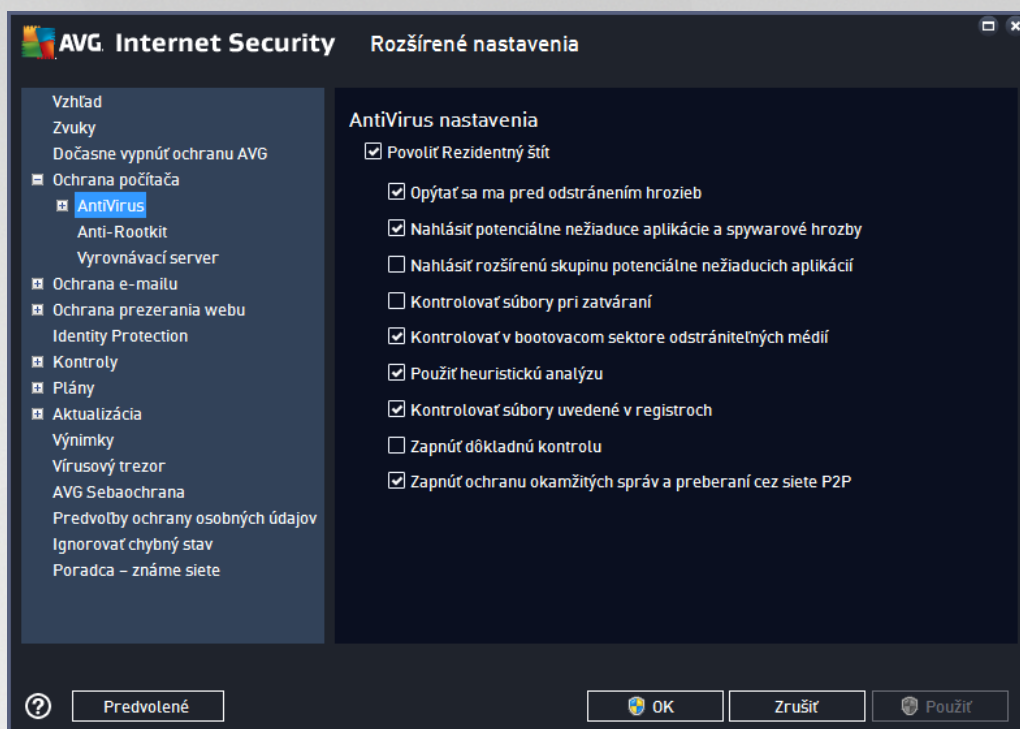 AVG. Internet Security
Rozšírené nastavenia
Vzhľad
Zvuky
Dočasne vypnúť ochranu AVG
Ochrana počítača
AntiVirus
Anti-Rootkit
Vyrovnávací server
Ochrana e-mailu
Ochrana prezerania webu
Identity Protection
Kontroly
Plány
Aktualizácia
Výnimky
Vírusový trezor
AVG Sebaochrana
Predvoľby ochrany osobných údajov
Ignorovať chybný stav
Poradca – známe siete
AntiVirus nastavenia
Povoliť Rezidentný štít
Opýtať sa ma pred odstránením hrozieb
Nahlásiť potenciálne nežiaduce aplikácie a spywarové hrozby
Nahlásiť rozšírenú skupinu potenciálne nežiaducich aplikácií
Kontrolovať súbory pri zatváraní
Kontrolovať v bootovacom sektore odstrániteľných médií
Použiť heuristickú analýzu
Kontrolovať súbory uvedené v registroch
Zapnúť dôkladnú kontrolu
Zapnúť ochranu okamžitých správ a preberaní cez siete P2P
Predvolené
OK
Zrušiť
Použiť